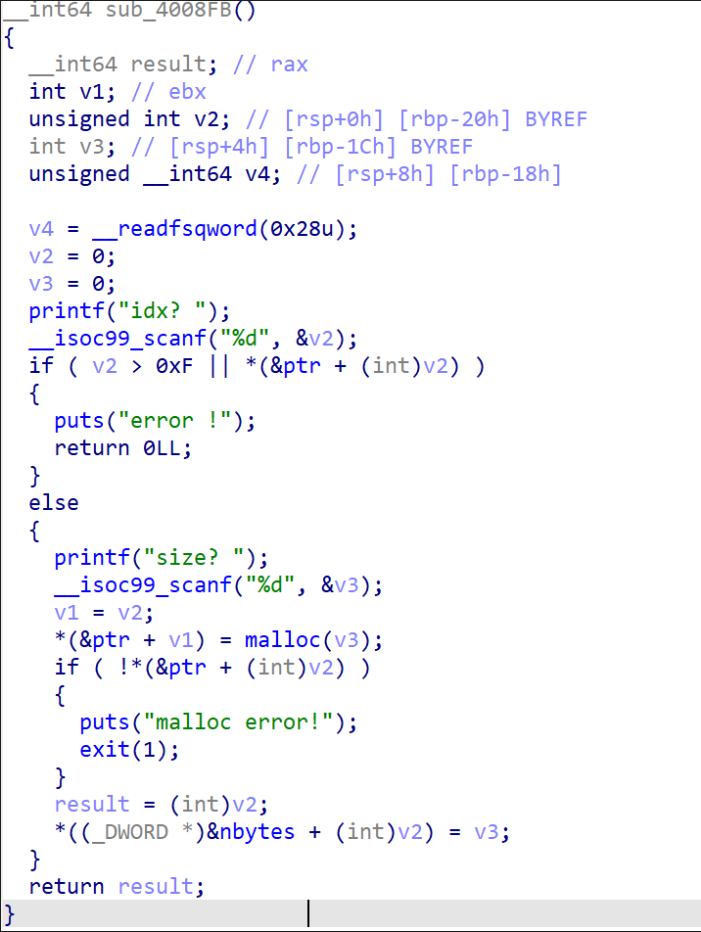 __int64 sub_4008FB()
{
  __int64 result; // rax
  int v1; // ebx
  unsigned int v2; // [rsp+0h] [rbp-20h] BYREF
  int v3; // [rsp+4h] [rbp-1Ch] BYREF
  unsigned __int64 v4; // [rsp+8h] [rbp-18h]

  v4 = __readfsqword(0x28u);
  v2 = 0;
  v3 = 0;
  printf("idx? ");
  __isoc99_scanf("%d", &v2);
  if ( v2 > 0xF || *(&ptr + (int)v2) )
  {
    puts("error !");
    return 0LL;
  }
  else
  {
    printf("size? ");
    __isoc99_scanf("%d", &v3);
    v1 = v2;
    *(&ptr + v1) = malloc(v3);
    if ( !*(&ptr + (int)v2) )
    {
      puts("malloc error!");
      exit(1);
    }
    result = (int)v2;
    *((_DWORD *)&nbytes + (int)v2) = v3;
  }
  return result;
}